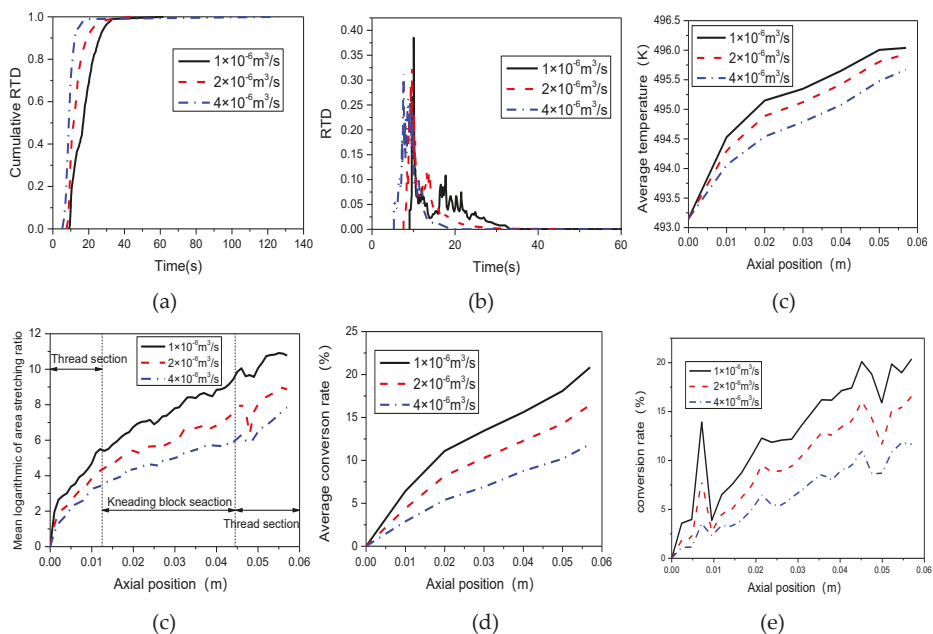 Cumulative RTD
1.0
0.8
0.6
0.4
0.2
0.0
1×10⁻⁶m³/s
2×10⁻⁶m³/s
4×10⁻⁶m³/s
0 20 40 60 80 100 120 140
Time(s)
(a)
RTD
0.40
0.35
0.30
0.25
0.20
0.15
0.10
0.05
0.00
1×10⁻⁶m³/s
2×10⁻⁶m³/s
4×10⁻⁶m³/s
0 20 40 60
Time(s)
(b)
Average temperature (K)
496.5
496.0
495.5
495.0
494.5
494.0
493.5
493.0
1×10⁻⁶m³/s
2×10⁻⁶m³/s
4×10⁻⁶m³/s
0.00 0.01 0.02 0.03 0.04 0.05 0.06
Axial position (m)
(c)
Mean logarithmic of area stretching ratio
12
10
8
6
4
2
0
1×10⁻⁶m³/s
2×10⁻⁶m³/s
4×10⁻⁶m³/s
Thread section
Kneading block seaction
Thread section
0.00 0.01 0.02 0.03 0.04 0.05 0.06
Axial position (m)
(c)
Average conversion rate (%)
25
20
15
10
5
0
1×10⁻⁶m³/s
2×10⁻⁶m³/s
4×10⁻⁶m³/s
0.00 0.01 0.02 0.03 0.04 0.05 0.06
Axial position (m)
(d)
conversion rate (%)
20
15
10
5
0
1×10⁻⁶m³/s
2×10⁻⁶m³/s
4×10⁻⁶m³/s
0.00 0.01 0.02 0.03 0.04 0.05 0.06
Axial position (m)
(e)